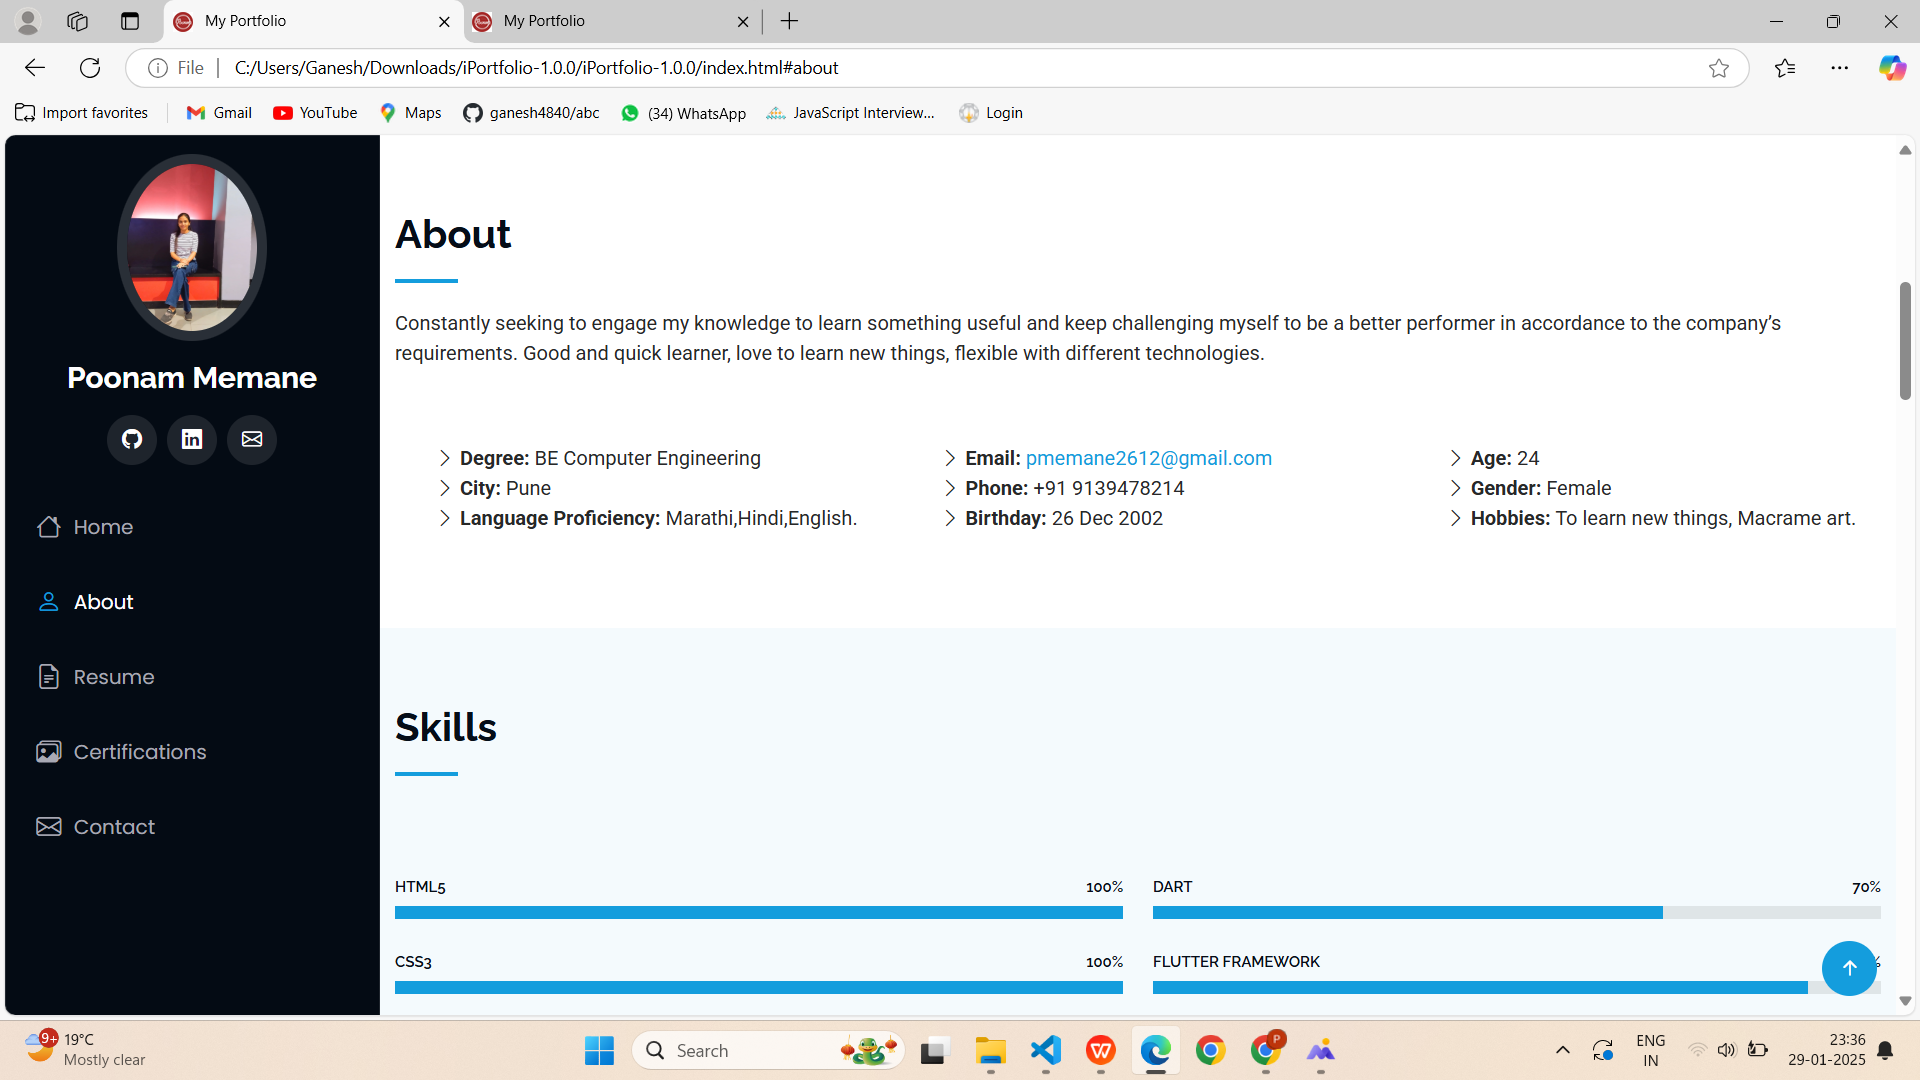 My Portfolio
My Portfolio
File
C:/Users/Ganesh/Downloads/iPortfolio-1.0.0/iPortfolio-1.0.0/index.html#about
Import favorites
Gmail
YouTube
Maps
ganesh4840/abc
(34) WhatsApp
JavaScript Interview...
Login
Poonam Memane
Home
About
Resume
Certifications
Contact
About
Constantly seeking to engage my knowledge to learn something useful and keep challenging myself to be a better performer in accordance to the company’s
requirements. Good and quick learner, love to learn new things, flexible with different technologies.
Degree: BE Computer Engineering
City: Pune
Language Proficiency: Marathi,Hindi,English.
Email: pmemane2612@gmail.com
Phone: +91 9139478214
Birthday: 26 Dec 2002
Age: 24
Gender: Female
Hobbies: To learn new things, Macrame art.
Skills
HTML5 100%
DART 70%
CSS3 100%
FLUTTER FRAMEWORK %
9+
19°C
Mostly clear
Search
P
ENG
IN
23:36
29-01-2025